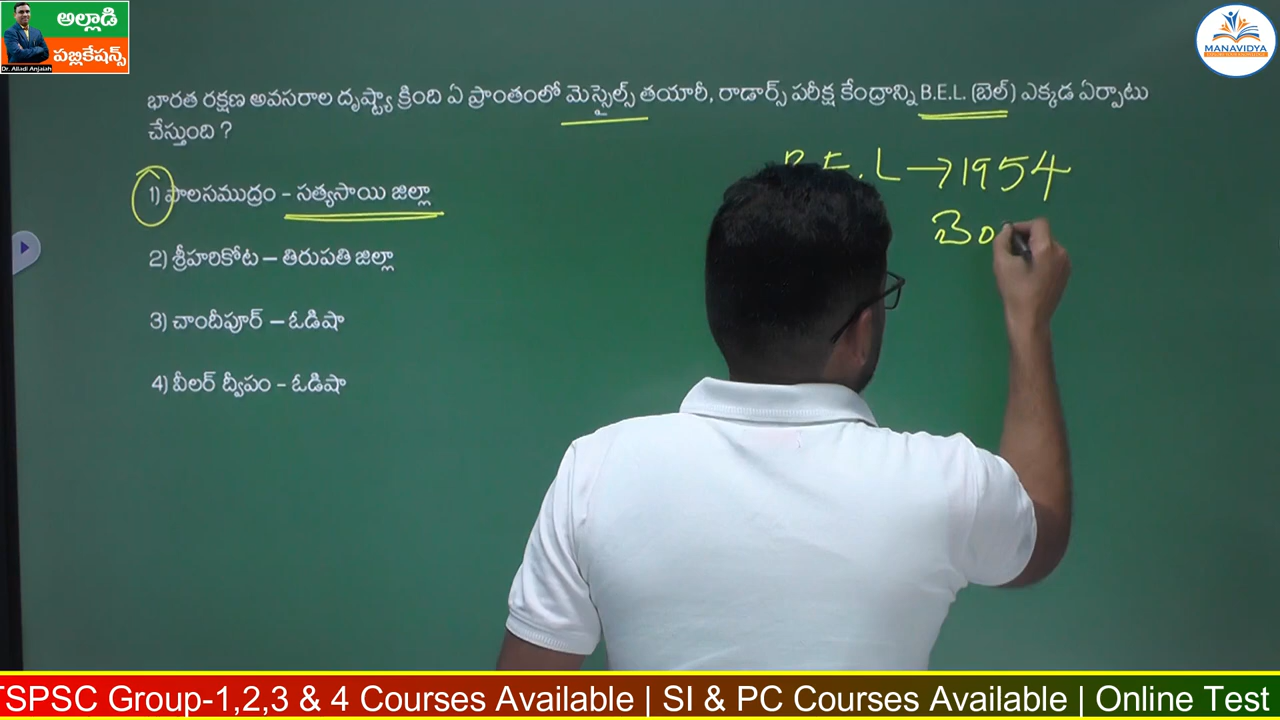 అల్లాడి
పబ్లికేషన్స్
Dr. Alladi Anjaiah
MANAVIDYA
భారత రక్షణ అవసరాల దృష్ట్యా క్రింది ఏ ప్రాంతంలో మెస్సైల్స్ తయారీ, రాడార్స్ పరీక్ష కేంద్రాన్ని B.E.L. (బెల్) ఎక్కడ ఏర్పాటు
చేస్తుంది ?
1) పాలసముద్రం - సత్యసాయి జిల్లా
2) శ్రీహరికోట – తిరుపతి జిల్లా
3) చాందీపూర్ – ఓడిషా
4) వీలర్ ద్వీపం - ఓడిషా
B.E.L → 1954
బెం
TSPSC Group-1,2,3 & 4 Courses Available | SI & PC Courses Available | Online Test